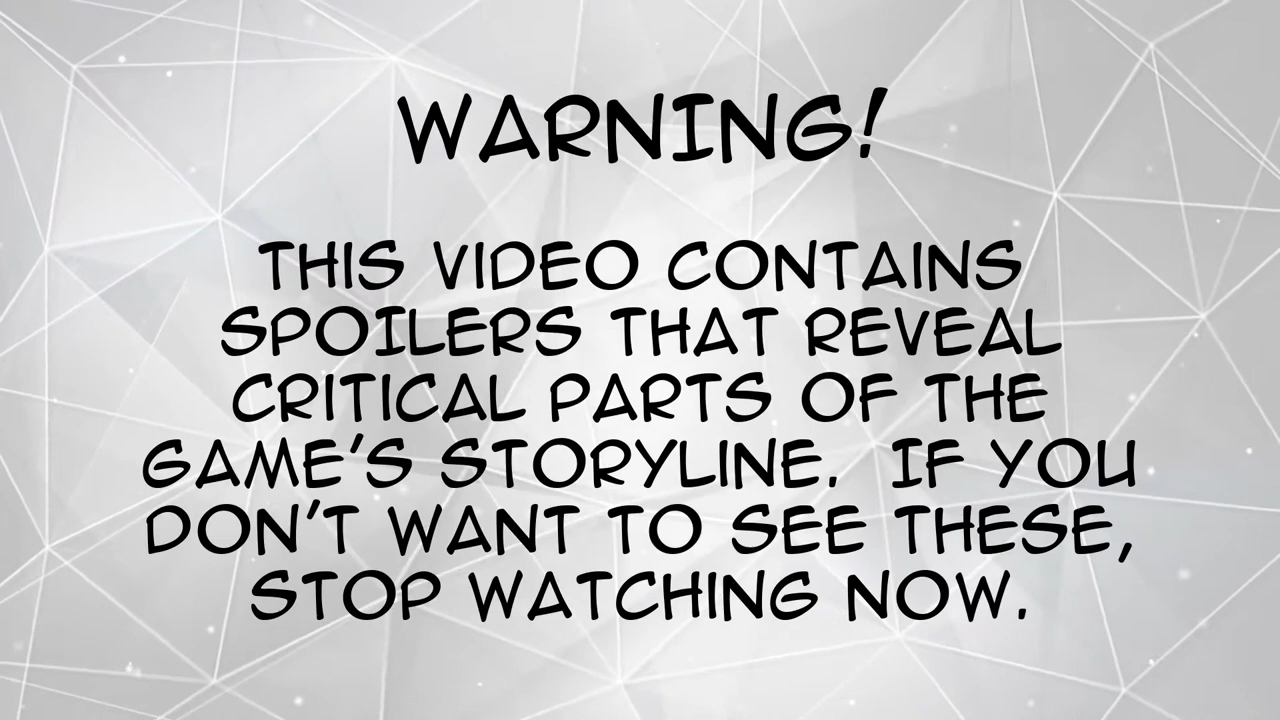 WARNING!
THIS VIDEO CONTAINS
SPOILERS THAT REVEAL
CRITICAL PARTS OF THE
GAME'S STORYLINE.  IF YOU
DON'T WANT TO SEE THESE,
STOP WATCHING NOW.